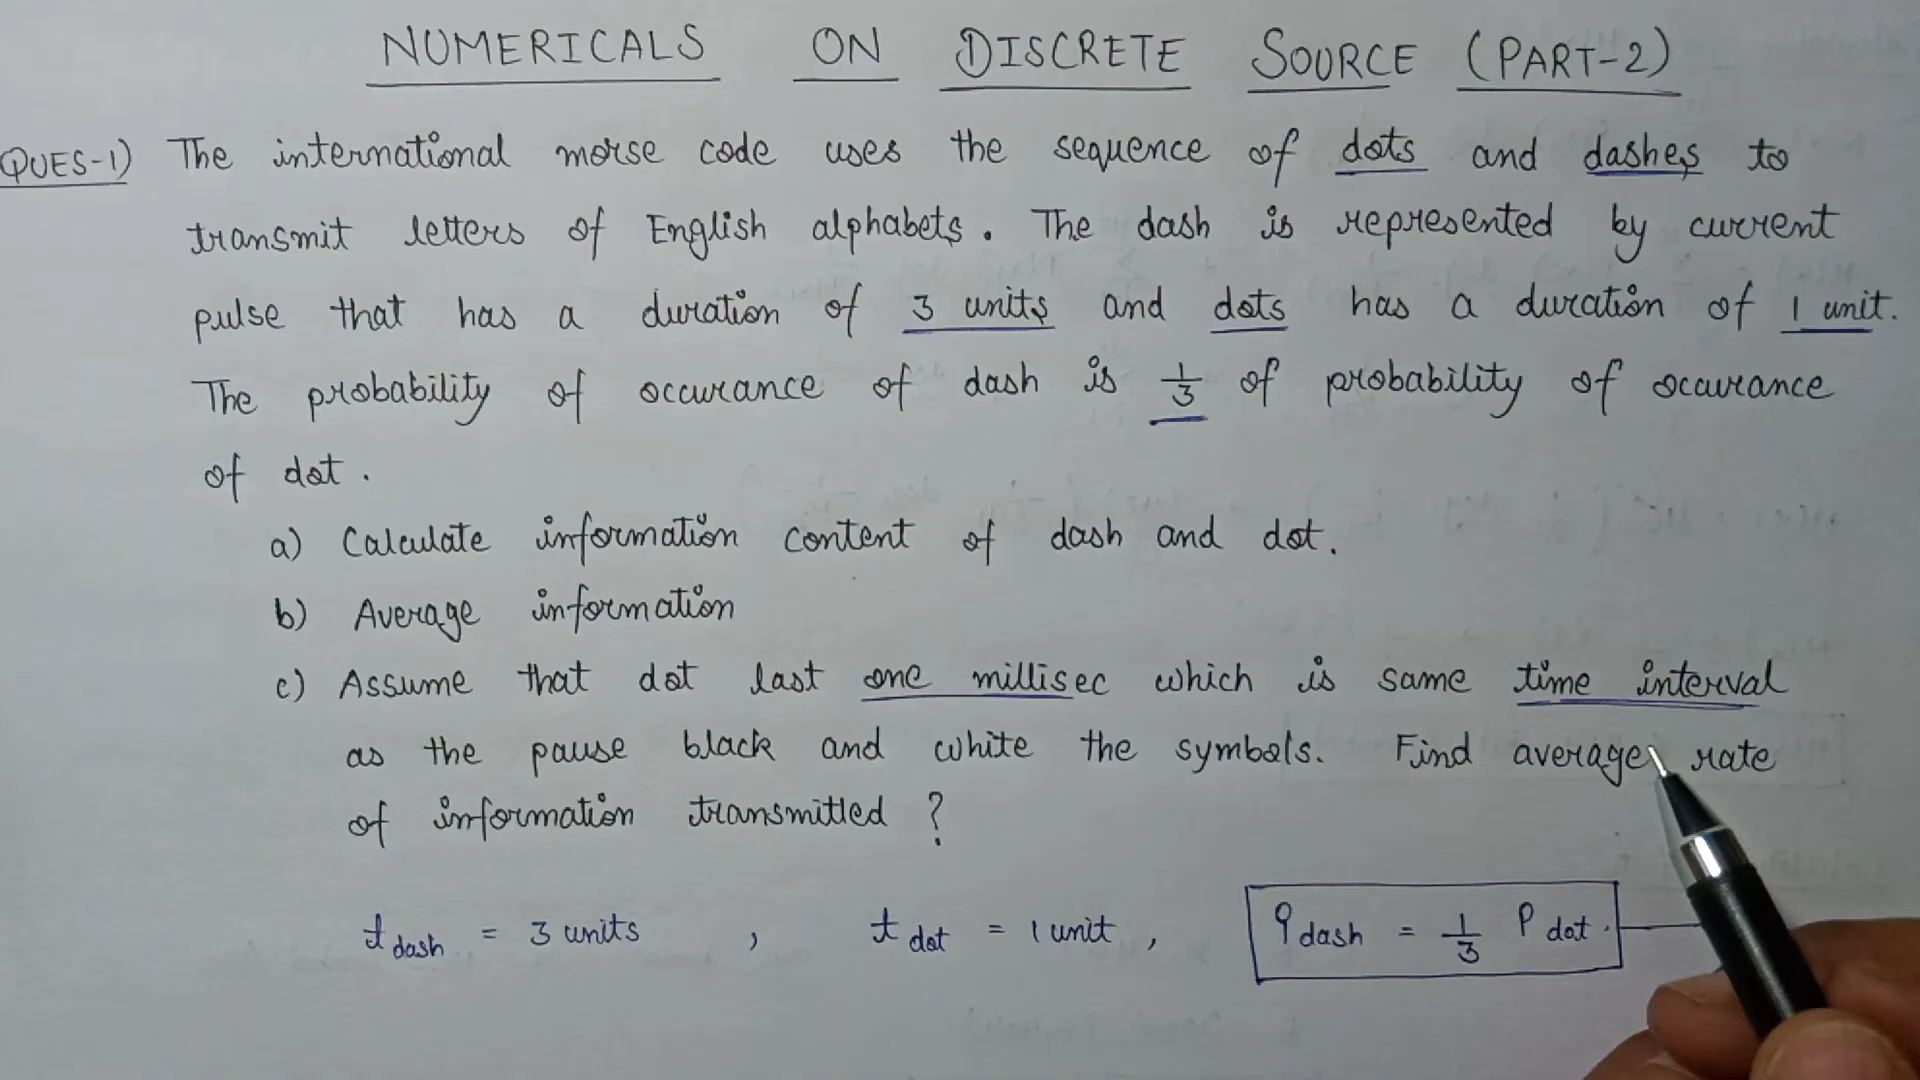 NUMERICALS ON DISCRETE SOURCE (PART-2)
QUES-1) The international morse code uses the sequence of dots and dashes to
transmit letters of English alphabets. The dash is represented by current
pulse that has a duration of 3 units and dots has a duration of 1 unit.
The probability of occurance of dash is 1/3 of probability of occurance
of dot.
a) Calculate information content of dash and dot.
b) Average information
c) Assume that dot last one millisec which is same time interval
as the pause black and white the symbols. Find average rate
of information transmitted ?
t dash = 3 units , t dot = 1 unit , P dash = 1/3 P dot.